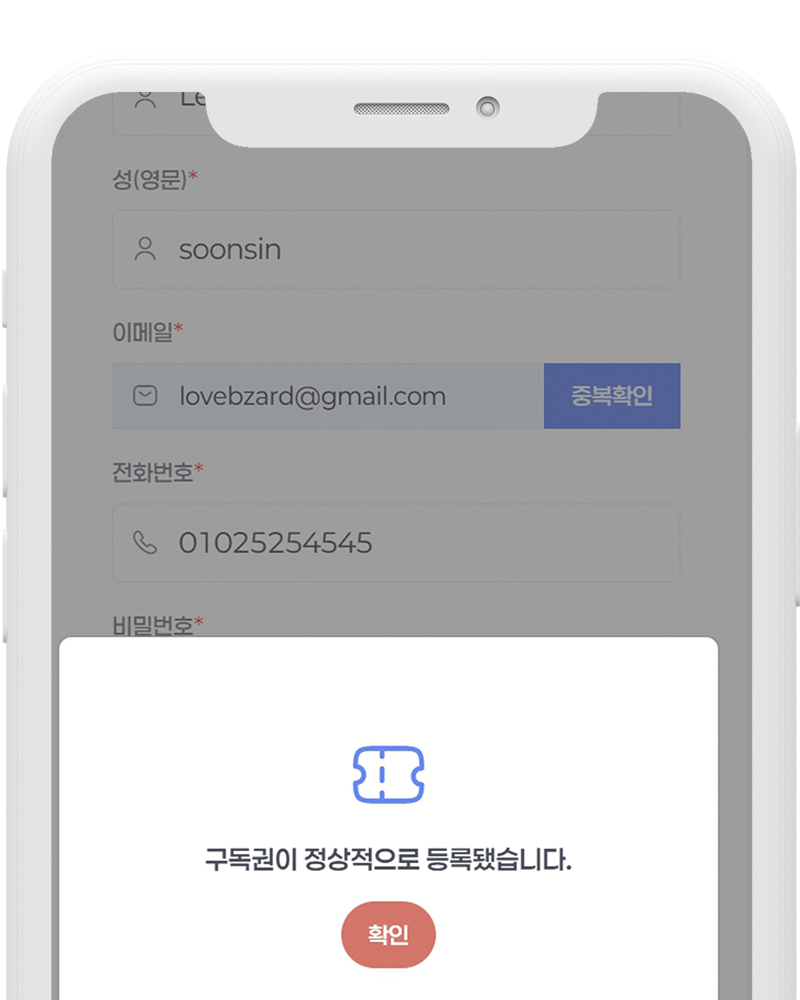 성(영문)*
soonsin
이메일*
lovebzard@gmail.com 중복확인
전화번호*
01025254545
비밀번호*
구독권이 정상적으로 등록됐습니다.
확인